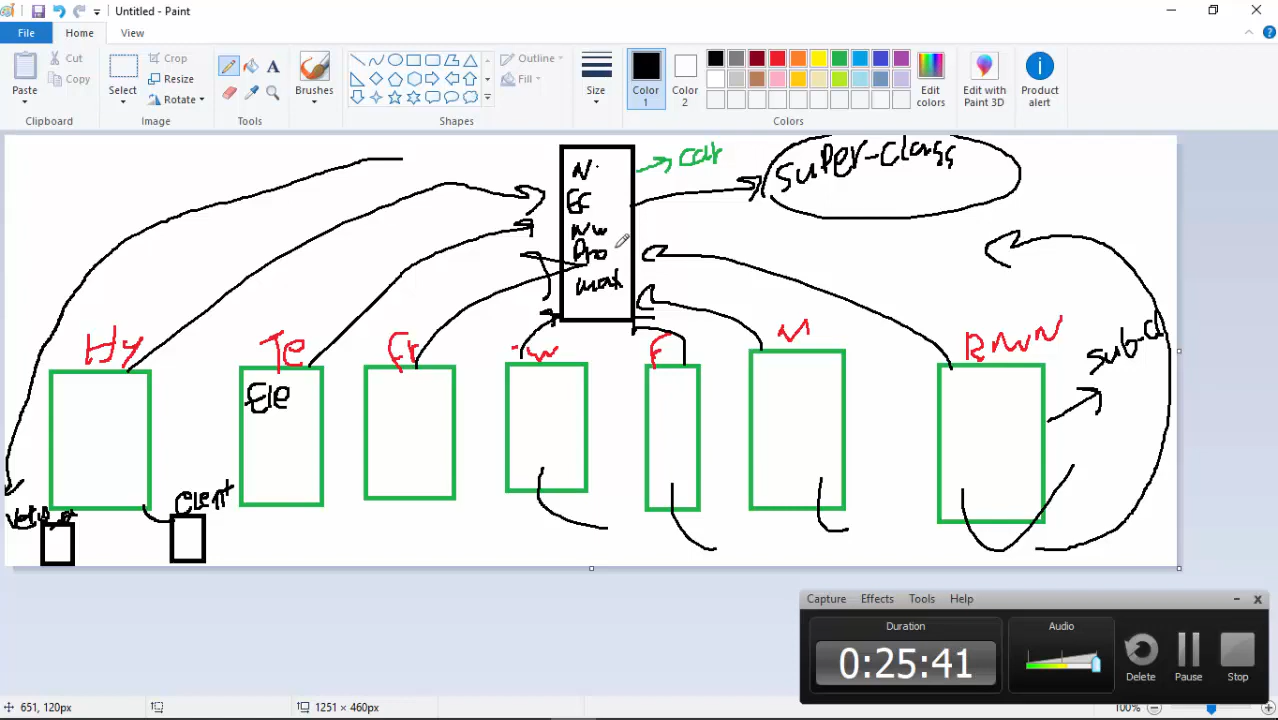 Untitled - Paint
File
Home
View
Paste
Cut
Copy
Clipboard
Select
Crop
Resize
Rotate
Image
A
Tools
Brushes
Outline
Fill
Shapes
Size
Color
1
Color
2
Edit
colors
Colors
Edit with
Paint 3D
Product
alert
N.
Ec
Nw
Pro
car
super-class
Hy
Te
w
F
M
BMW
Ele
client
Capture Effects Tools Help
Duration
0:25:41
Audio
Delete
Pause
Stop
651, 120px
1251 × 460px
100%